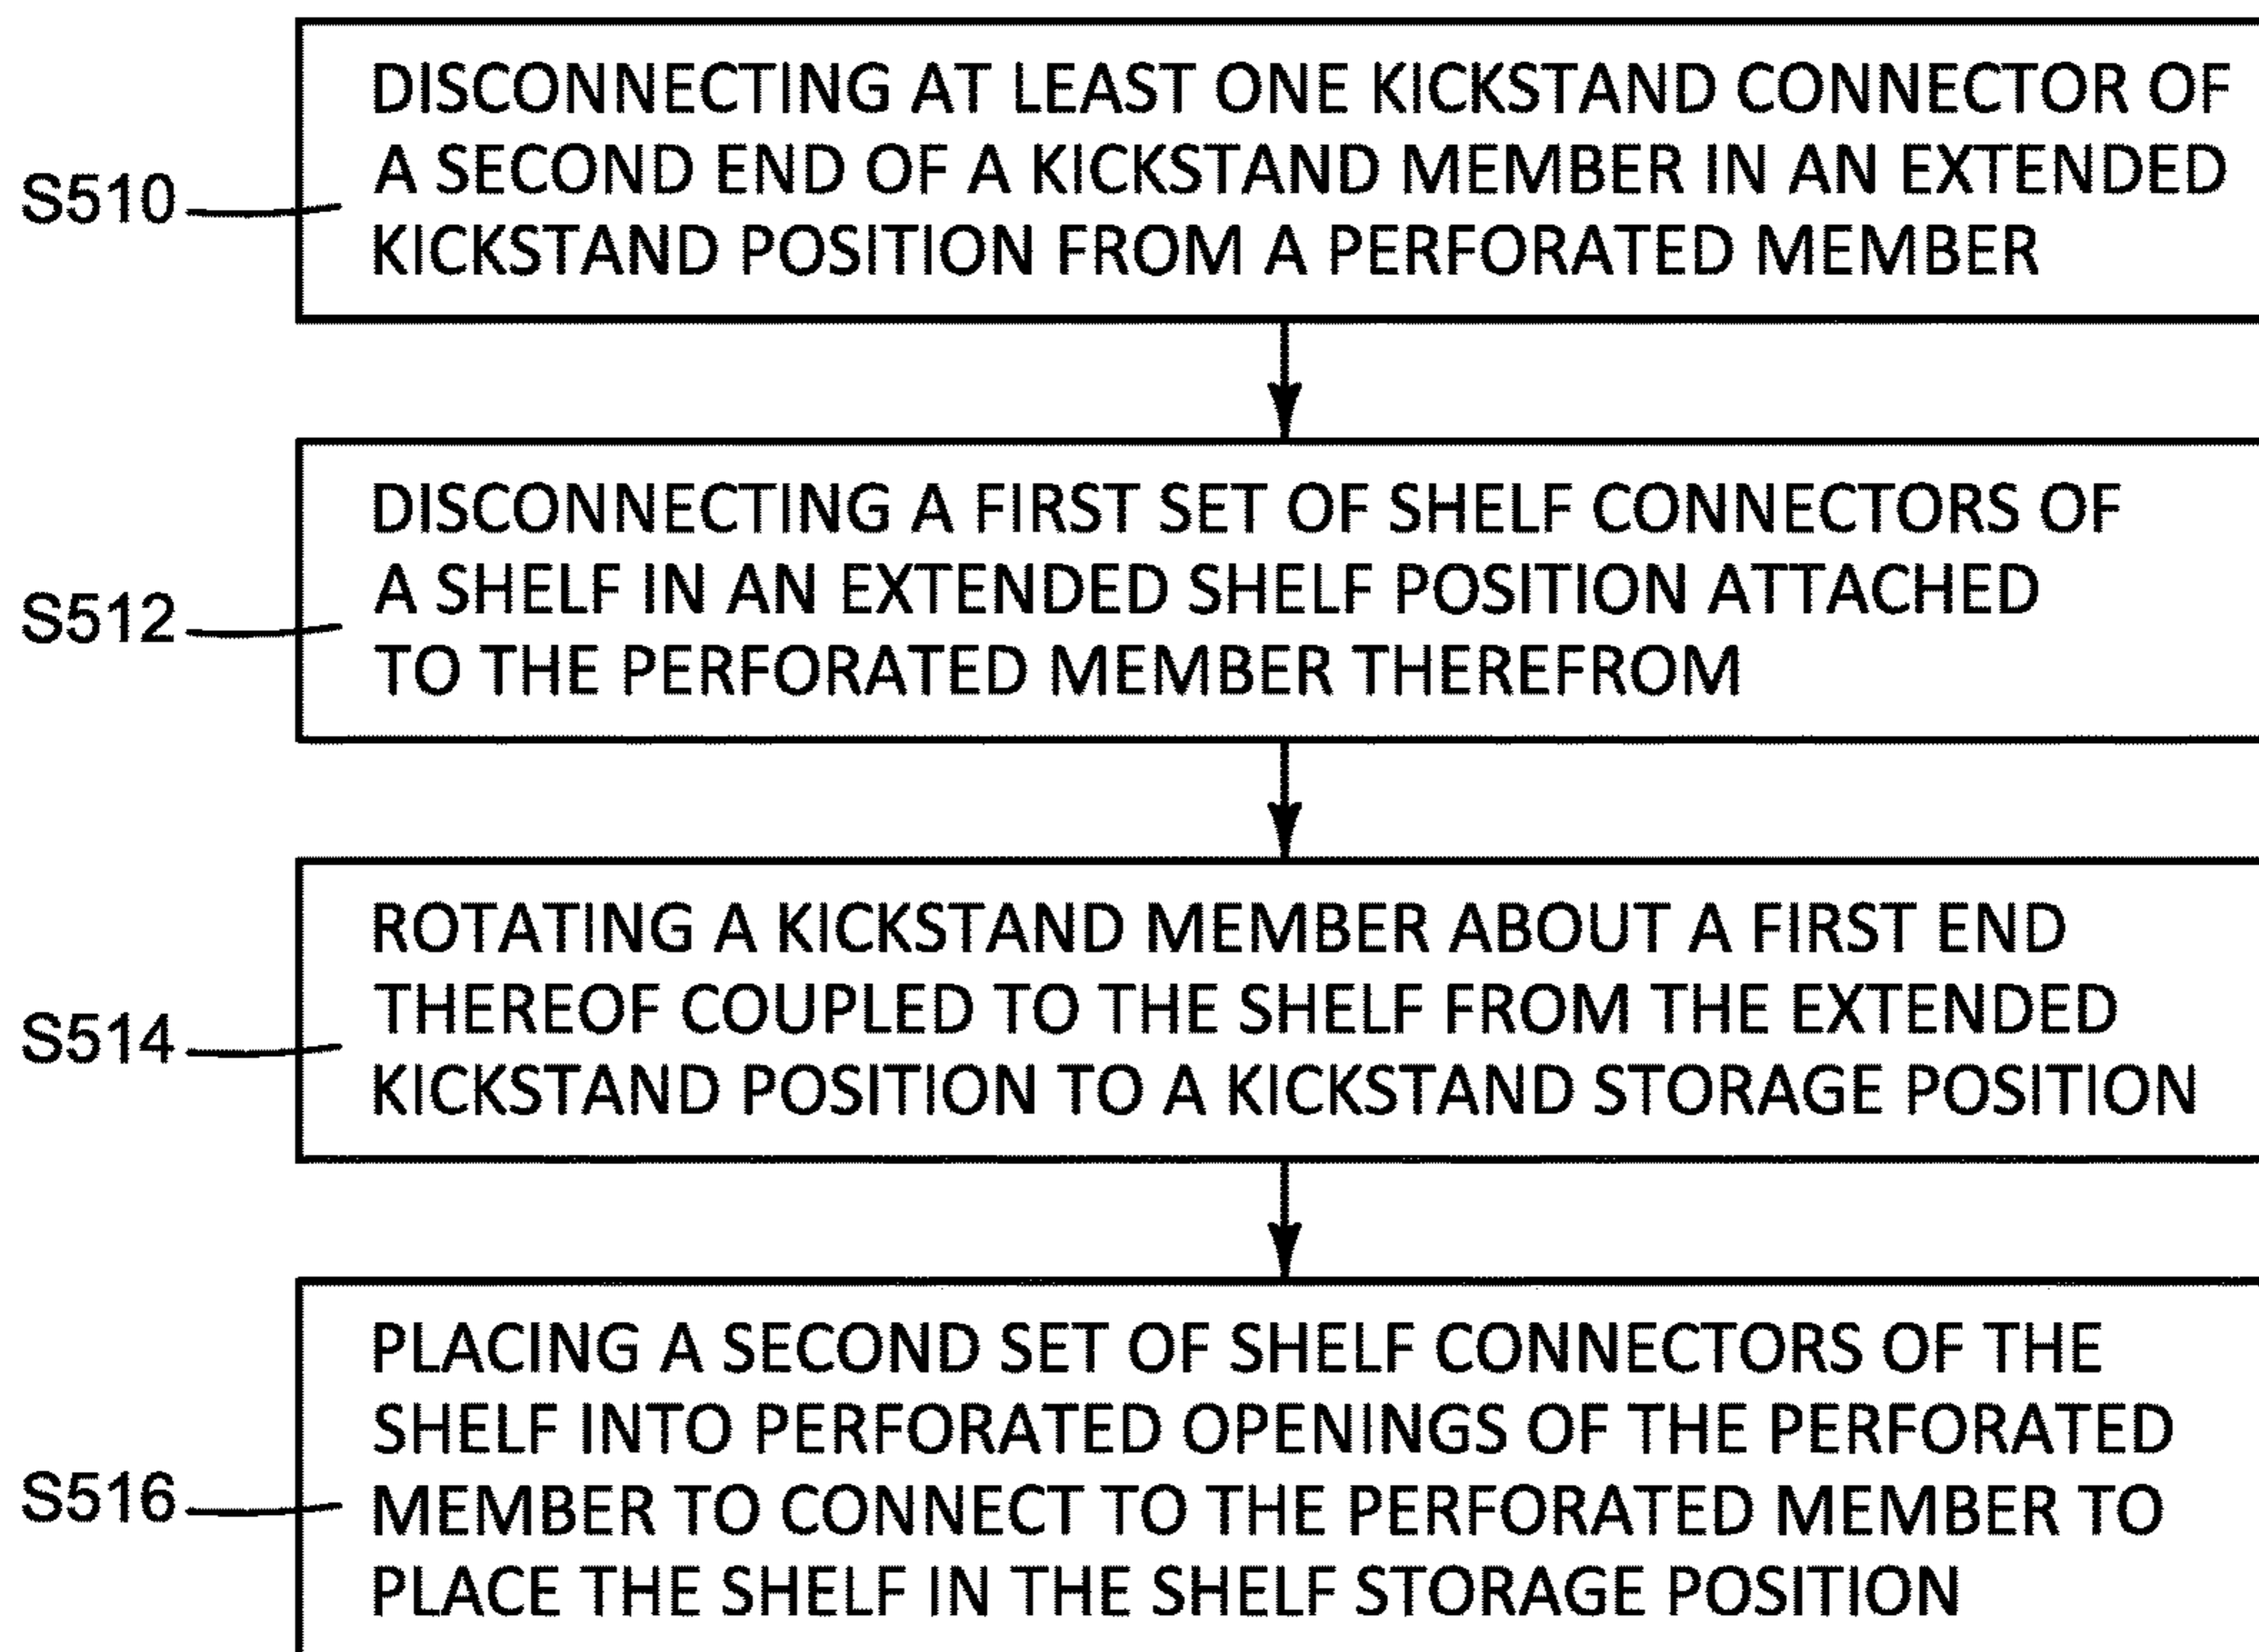 DISCONNECTING AT LEAST ONE KICKSTAND CONNECTOR OF
A SECOND END OF A KICKSTAND MEMBER IN AN EXTENDED
S510
KICKSTAND POSITION FROM A PERFORATED MEMBER
DISCONNECTING A FIRST SET OF SHELF CONNECTORS OF
A SHELF IN AN EXTENDED SHELF POSITION ATTACHED
S512
TO THE PERFORATED MEMBER THEREFROM
ROTATING A KICKSTAND MEMBER ABOUT A FIRST END
THEREOF COUPLED TO THE SHELF FROM THE EXTENDED
S514
KICKSTAND POSITION TO A KICKSTAND STORAGE POSITION
PLACING A SECOND SET OF SHELF CONNECTORS OF THE
SHELF INTO PERFORATED OPENINGS OF THE PERFORATED
S516
MEMBER TO CONNECT TO THE PERFORATED MEMBER TO
PLACE THE SHELF IN THE SHELF STORAGE POSITION